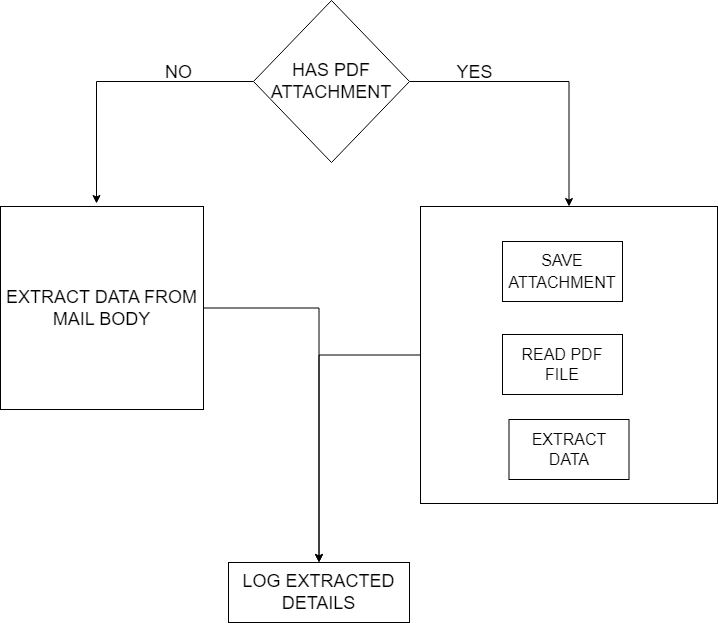 HAS PDF
ATTACHMENT
NO
YES
EXTRACT DATA FROM
MAIL BODY
SAVE
ATTACHMENT
READ PDF
FILE
EXTRACT
DATA
LOG EXTRACTED
DETAILS